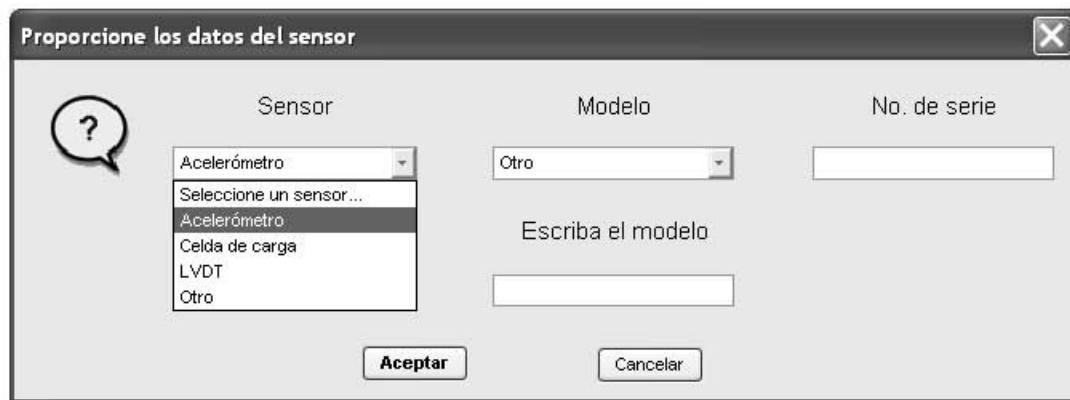 Proporcione los datos del sensor
?
Sensor Modelo No. de serie
Acelerómetro Otro
Seleccione un sensor...
Acelerómetro
Celda de carga
LVDT
Otro
Escriba el modelo
Aceptar Cancelar